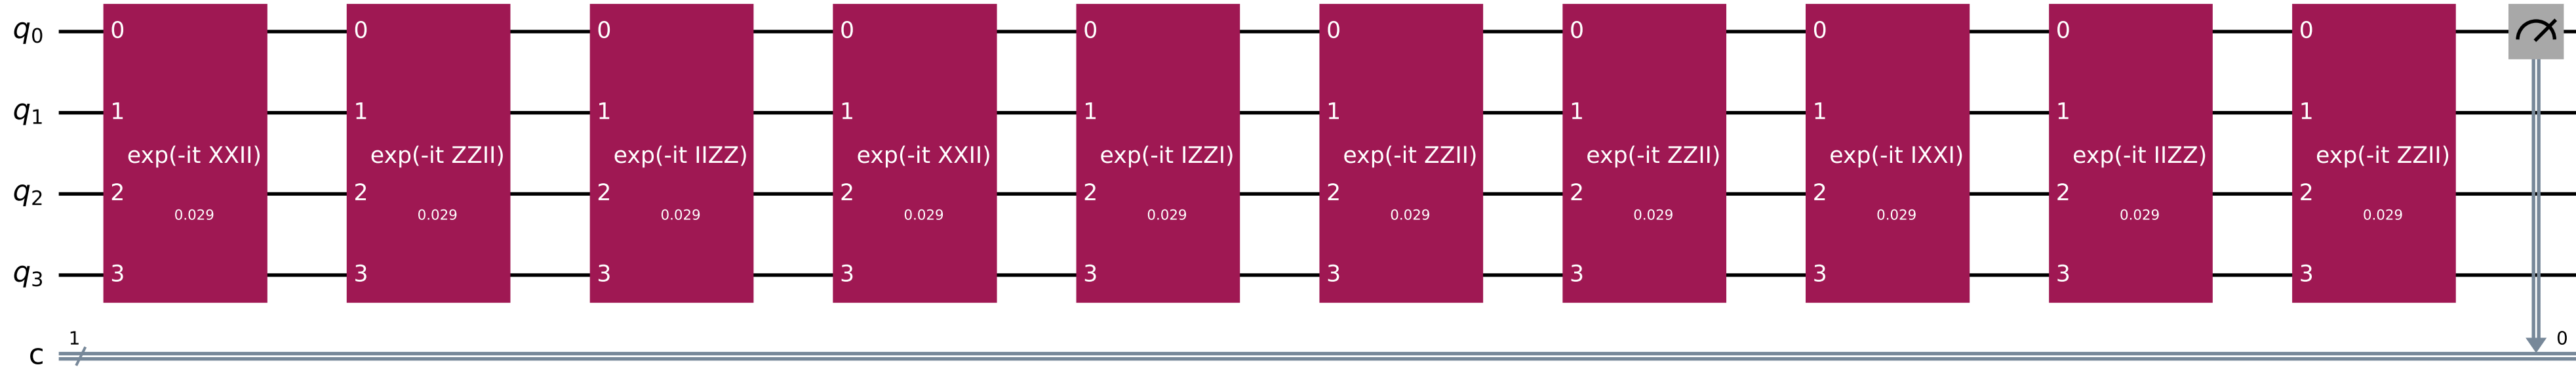 q0 0 0 0 0 0 0 0 0 0 0
q1 1 1 1 1 1 1 1 1 1 1
exp(-it XXII) exp(-it ZZII) exp(-it IIZZ) exp(-it XXII) exp(-it IZZI) exp(-it ZZII) exp(-it ZZII) exp(-it IXXI) exp(-it IIZZ) exp(-it ZZII)
q2 2 2 2 2 2 2 2 2 2 2
0.029 0.029 0.029 0.029 0.029 0.029 0.029 0.029 0.029 0.029
q3 3 3 3 3 3 3 3 3 3 3
1 0
c